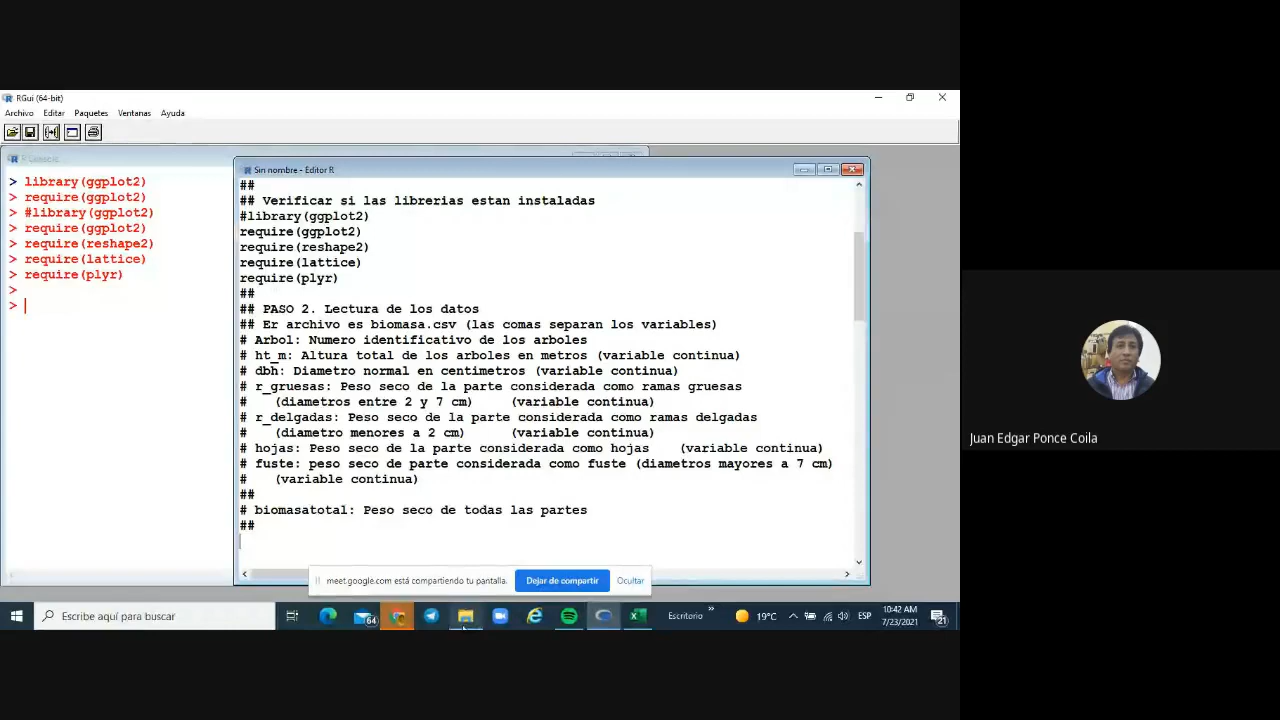 RGui (64-bit)
Archivo Editar Paquetes Ventanas Ayuda
R Console
> library(ggplot2)
> require(ggplot2)
> #library(ggplot2)
> require(ggplot2)
> require(reshape2)
> require(lattice)
> require(plyr)
>
>
Sin nombre - Editor R
##
## Verificar si las librerias estan instaladas
#library(ggplot2)
require(ggplot2)
require(reshape2)
require(lattice)
require(plyr)
##
## PASO 2. Lectura de los datos
## Er archivo es biomasa.csv (las comas separan los variables)
# Arbol: Numero identificativo de los arboles
# ht_m: Altura total de los arboles en metros (variable continua)
# dbh: Diametro normal en centimetros (variable continua)
# r_gruesas: Peso seco de la parte considerada como ramas gruesas
# (diametros entre 2 y 7 cm) (variable continua)
# r_delgadas: Peso seco de la parte considerada como ramas delgadas
# (diametro menores a 2 cm) (variable continua)
# hojas: Peso seco de la parte considerada como hojas (variable continua)
# fuste: peso seco de parte considerada como fuste (diametros mayores a 7 cm)
# (variable continua)
##
# biomasatotal: Peso seco de todas las partes
##
meet.google.com está compartiendo tu pantalla. Dejar de compartir Ocultar
Escribe aquí para buscar 64 Escritorio » 19°C ESP 10:42 AM
7/23/2021 21
Juan Edgar Ponce Coila